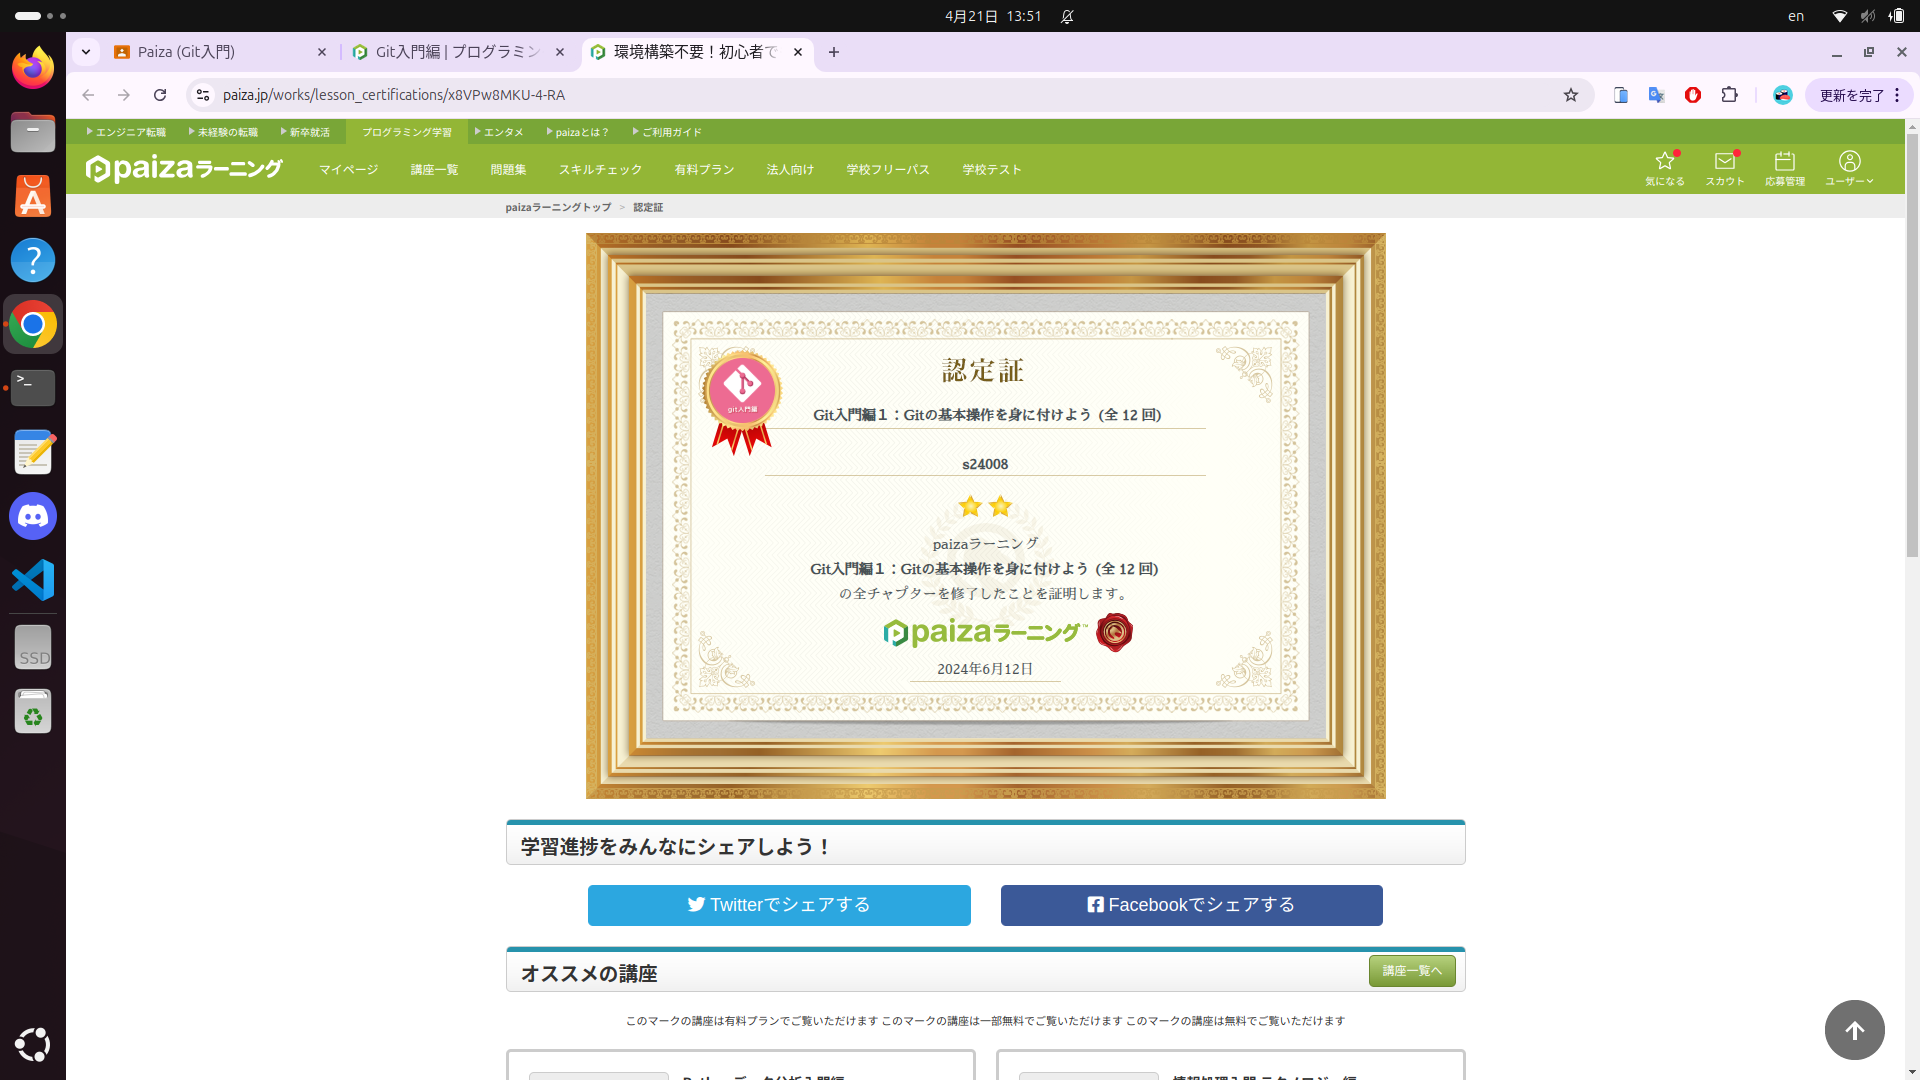 4月21日 13:51
en
Paiza (Git入門)
Git入門編 | プログラミン
環境構築不要！初心者で
paiza.jp/works/lesson_certifications/x8VPw8MKU-4-RA
更新を完了
エンジニア転職
未経験の転職
新卒就活
プログラミング学習
エンタメ
paizaとは？
ご利用ガイド
paizaラーニング
マイページ
講座一覧
問題集
スキルチェック
有料プラン
法人向け
学校フリーパス
学校テスト
気になる
スカウト
応募管理
ユーザー
paizaラーニングトップ > 認定証
認定証
git入門編
Git入門編１：Gitの基本操作を身に付けよう (全 12 回)
s24008
paizaラーニング
Git入門編１：Gitの基本操作を身に付けよう (全 12 回)
の全チャプターを修了したことを証明します。
paizaラーニング™
2024年6月12日
学習進捗をみんなにシェアしよう！
Twitterでシェアする
Facebookでシェアする
オススメの講座
講座一覧へ
このマークの講座は有料プランでご覧いただけます このマークの講座は一部無料でご覧いただけます このマークの講座は無料でご覧いただけます
SSD